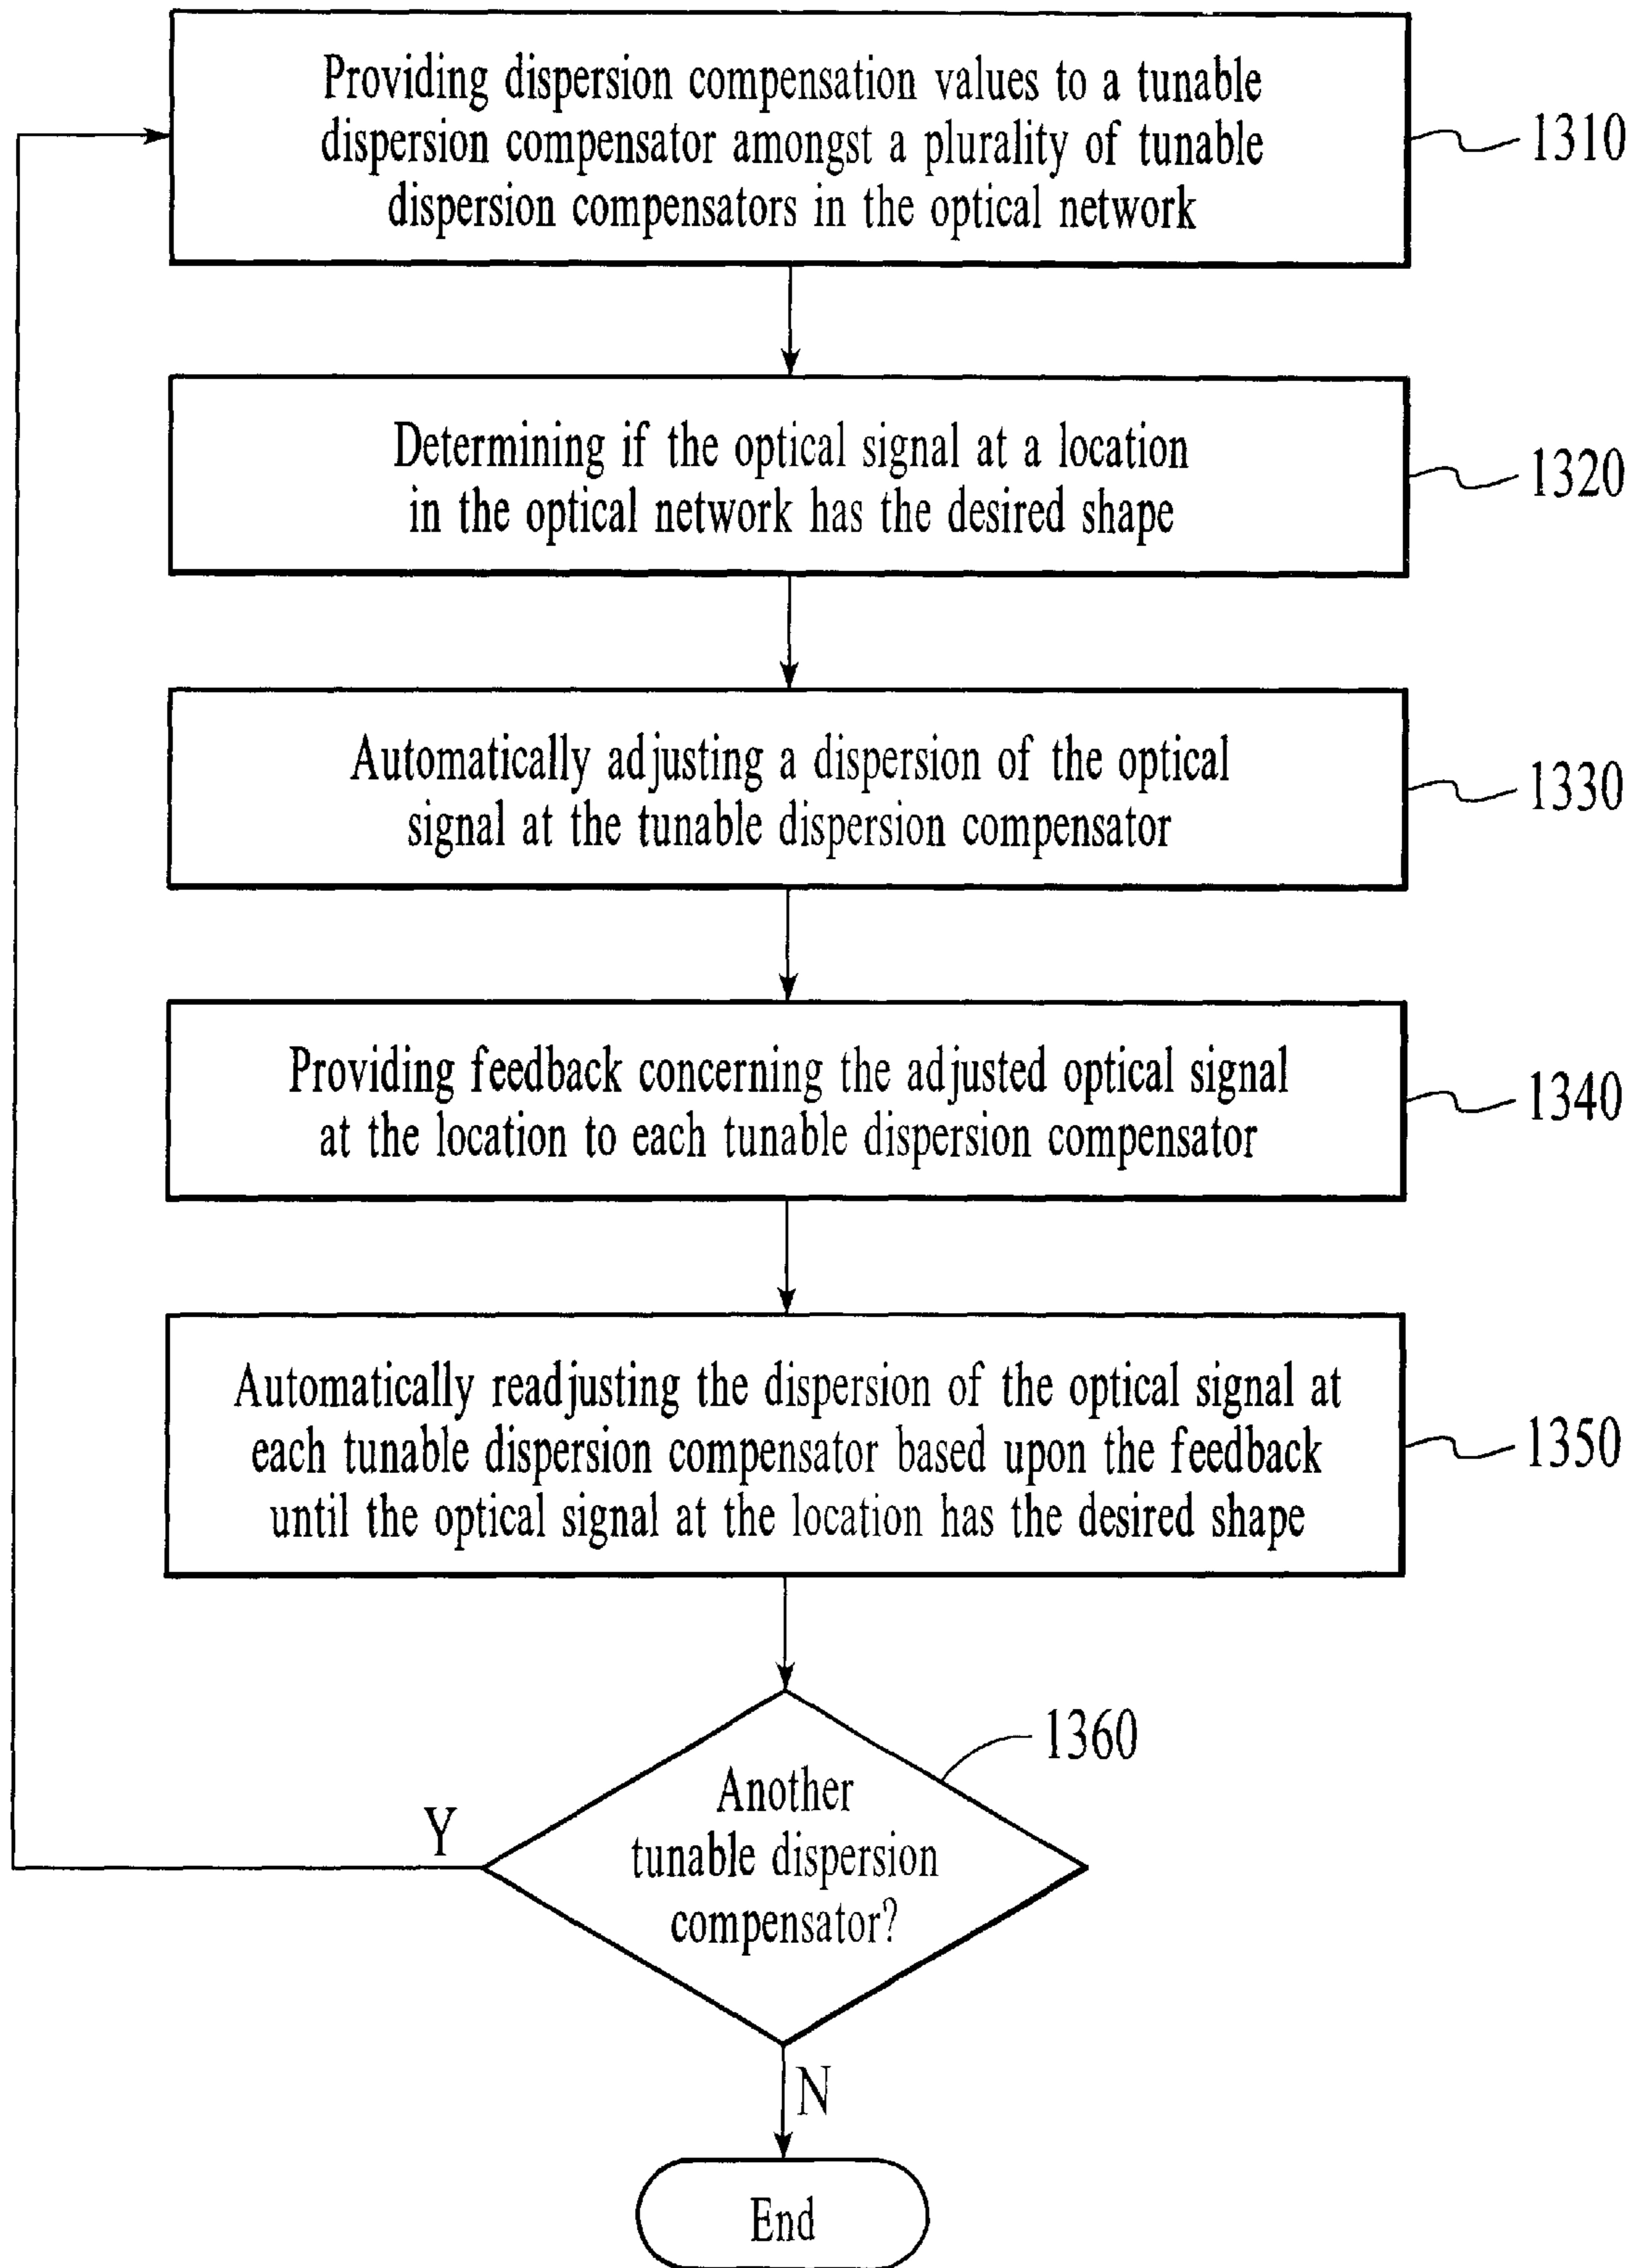 Providing dispersion compensation values to a tunable
dispersion compensator amongst a plurality of tunable
dispersion compensators in the optical network
1310
Determining if the optical signal at a location
in the optical network has the desired shape
1320
Automatically adjusting a dispersion of the optical
signal at the tunable dispersion compensator
1330
Providing feedback concerning the adjusted optical signal
at the location to each tunable dispersion compensator
1340
Automatically readjusting the dispersion of the optical signal at
each tunable dispersion compensator based upon the feedback
until the optical signal at the location has the desired shape
1350
1360
Another
tunable dispersion
compensator?
Y
N
End